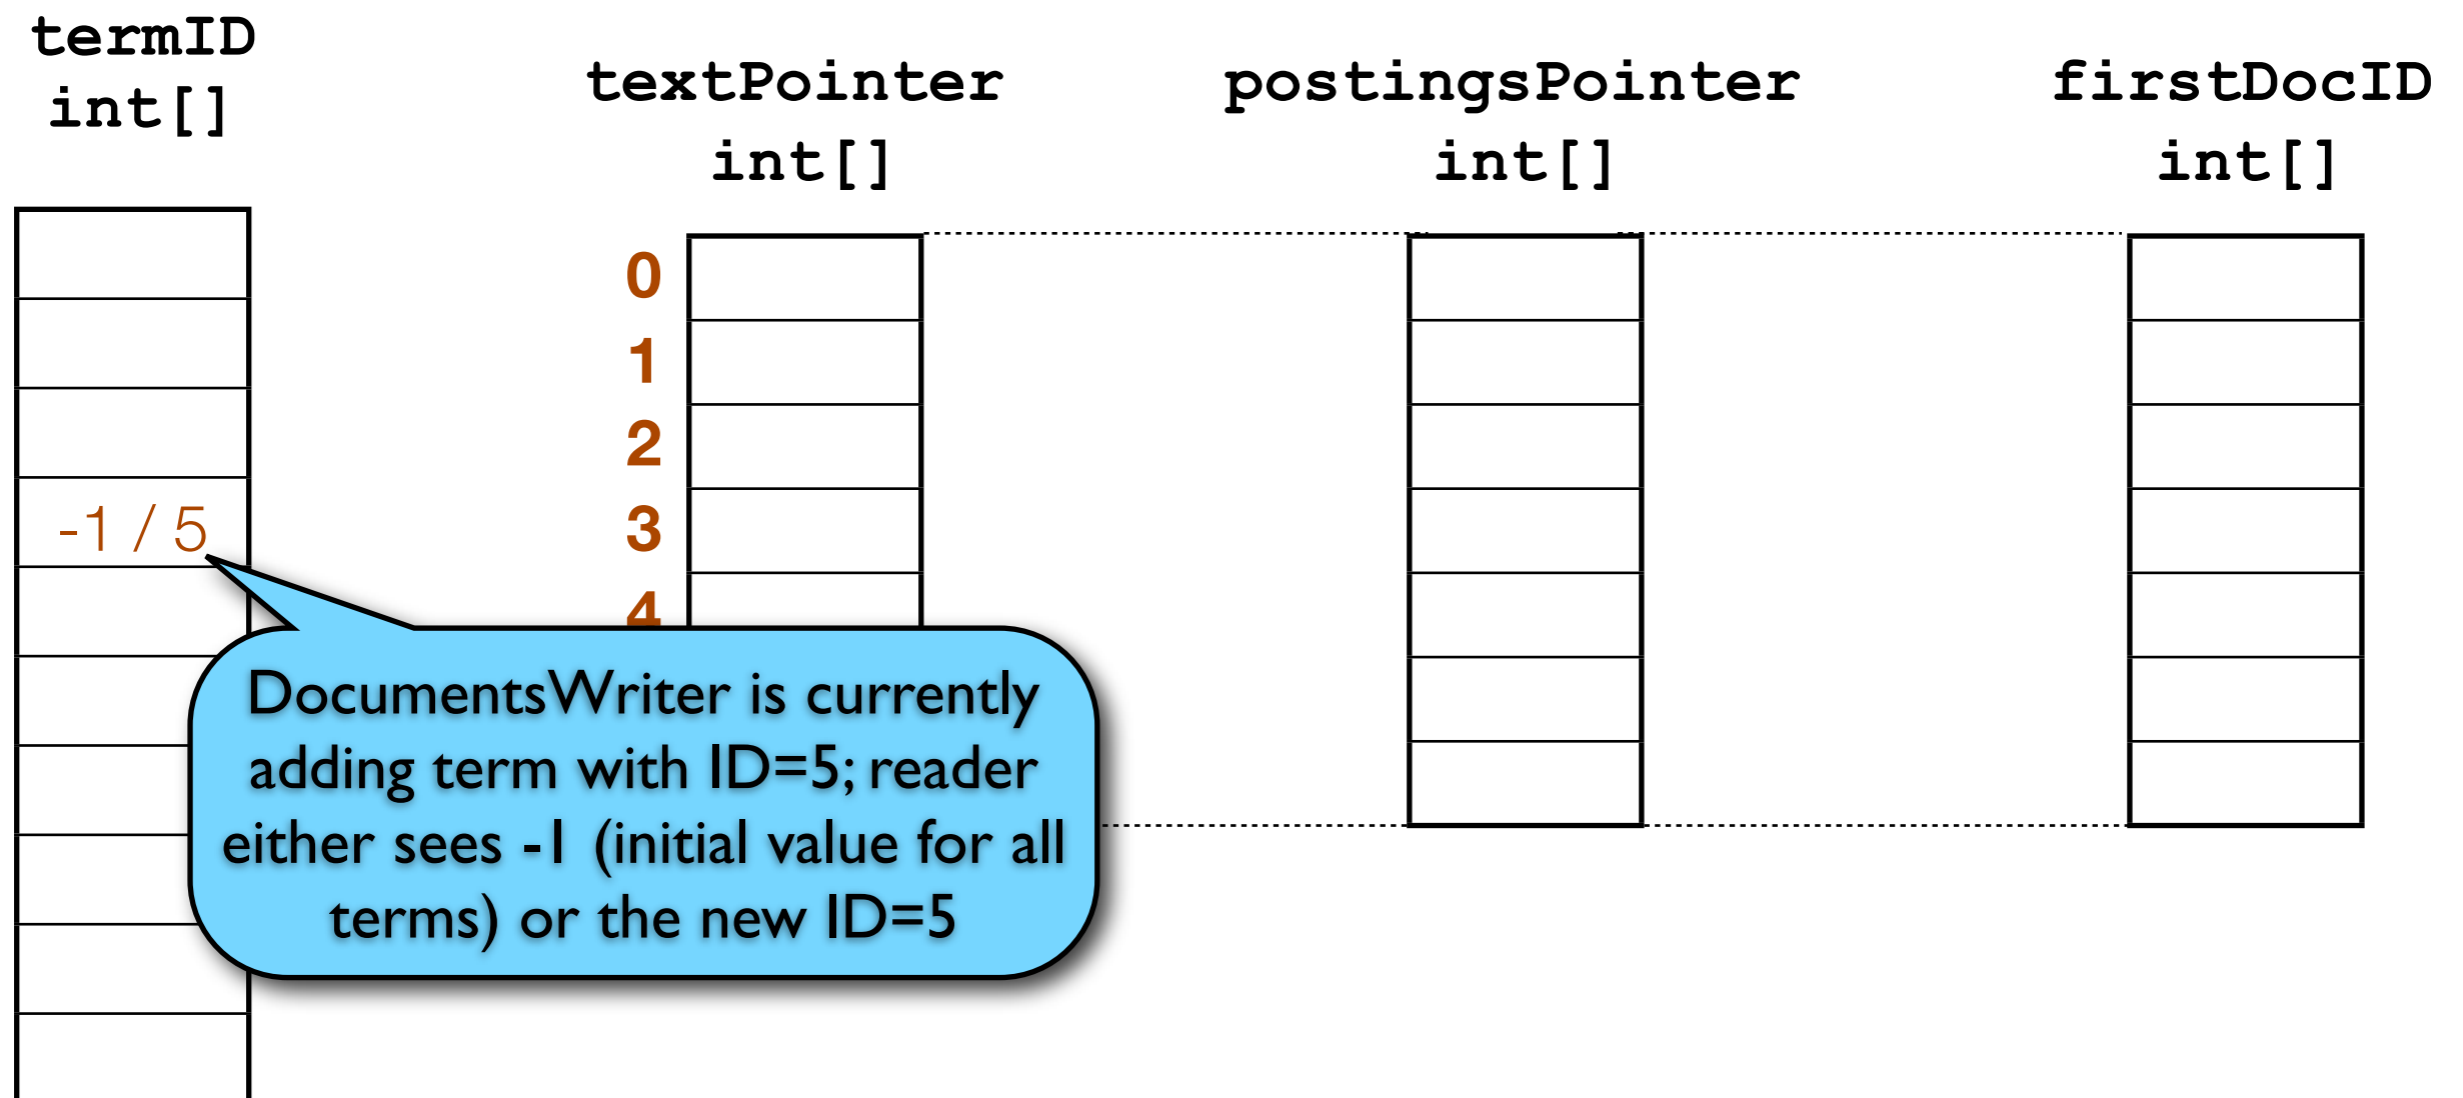 termID
int[]
textPointer
int[]
postingsPointer
int[]
firstDocID
int[]
0
1
2
3
4
-1 / 5
DocumentsWriter is currently
adding term with ID=5; reader
either sees -1 (initial value for all
terms) or the new ID=5